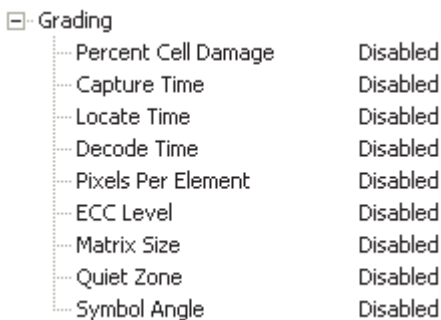 Grading
Percent Cell Damage Disabled
Capture Time Disabled
Locate Time Disabled
Decode Time Disabled
Pixels Per Element Disabled
ECC Level Disabled
Matrix Size Disabled
Quiet Zone Disabled
Symbol Angle Disabled